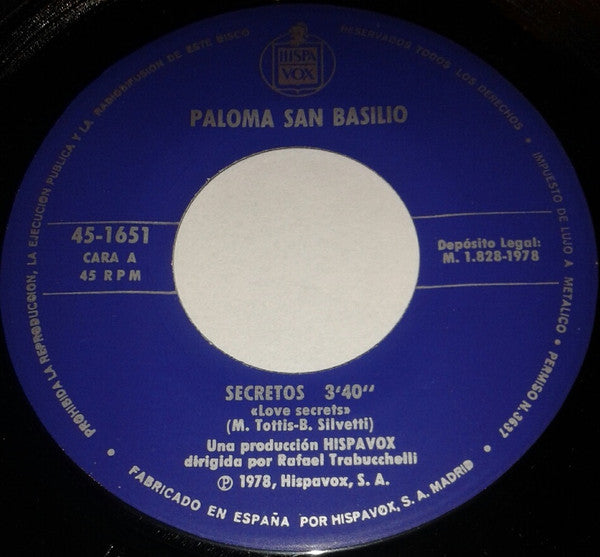 HISPA
VOX
PALOMA SAN BASILIO
45-1651
CARA A
45 RPM
Depósito Legal:
M. 1.828-1978
SECRETOS 3'40"
«Love secrets»
(M. Tottis-B. Silvetti)
Una producción HISPAVOX
dirigida por Rafael Trabucchelli
Ⓟ 1978, Hispavox, S. A.
PROHIBIDA LA REPRODUCCION, LA EJECUCION PUBLICA Y LA RADIODIFUSION DE ESTE DISCO
RESERVADOS TODOS LOS DERECHOS • IMPUESTO DE LUJO A METALICO • PERMISO N. 3637
• FABRICADO EN ESPAÑA POR HISPAVOX, S. A. MADRID •